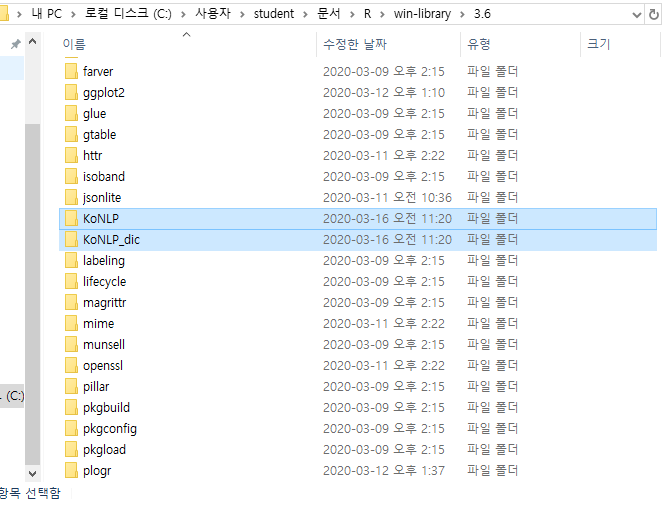 내 PC > 로컬 디스크 (C:) > 사용자 > student > 문서 > R > win-library > 3.6
이름 수정한 날짜 유형 크기
farver 2020-03-09 오후 2:15 파일 폴더
ggplot2 2020-03-12 오후 1:10 파일 폴더
glue 2020-03-09 오후 2:15 파일 폴더
gtable 2020-03-09 오후 2:15 파일 폴더
httr 2020-03-11 오후 2:22 파일 폴더
isoband 2020-03-09 오후 2:15 파일 폴더
jsonlite 2020-03-11 오전 10:36 파일 폴더
KoNLP 2020-03-16 오전 11:20 파일 폴더
KoNLP_dic 2020-03-16 오전 11:20 파일 폴더
labeling 2020-03-09 오후 2:15 파일 폴더
lifecycle 2020-03-09 오후 2:15 파일 폴더
magrittr 2020-03-09 오후 2:15 파일 폴더
mime 2020-03-11 오후 2:22 파일 폴더
munsell 2020-03-09 오후 2:15 파일 폴더
openssl 2020-03-11 오후 2:22 파일 폴더
pillar 2020-03-09 오후 2:15 파일 폴더
(C:)
pkgbuild 2020-03-09 오후 2:15 파일 폴더
pkgconfig 2020-03-09 오후 2:15 파일 폴더
pkgload 2020-03-09 오후 2:15 파일 폴더
plogr 2020-03-12 오후 1:37 파일 폴더
항목 선택함